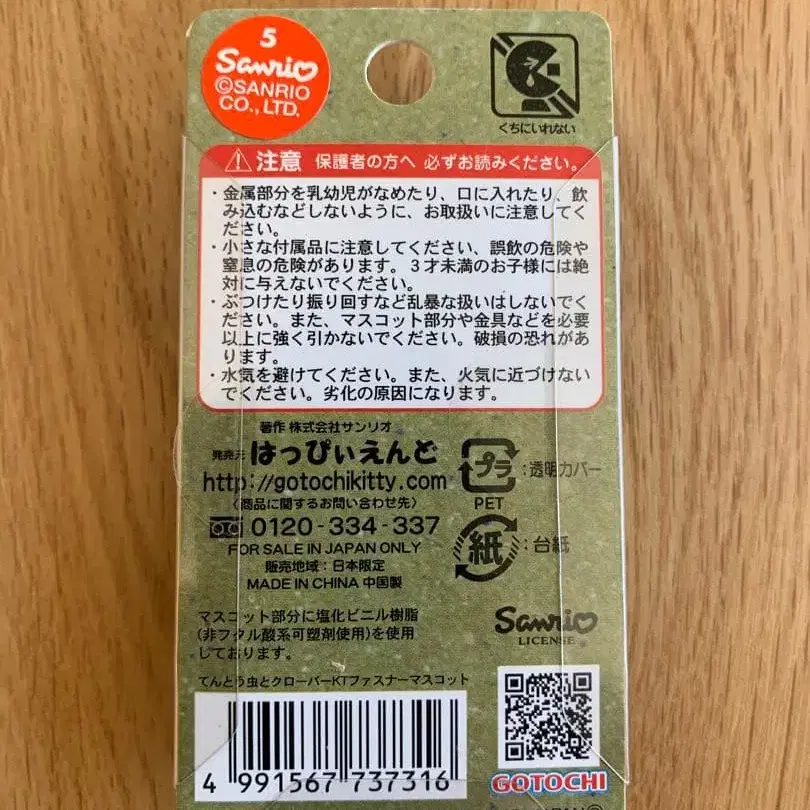 5
Sanrio
©SANRIO
CO., LTD.
くちにいれない
注意 保護者の方へ 必ずお読みください。
・金属部分を乳幼児がなめたり、口に入れたり、飲
み込むなどしないように、お取扱いに注意してく
ださい。
・小さな付属品に注意してください、誤飲の危険や
窒息の危険があります。3才未満のお子様には絶
対に与えないでください。
・ぶつけたり振り回すなど乱暴な扱いはしないでく
ださい。また、マスコット部分や金具などを必要
以上に強く引かないでください。破損の恐れがあ
ります。
・水気を避けてください。また、火気に近づけない
でください。劣化の原因になります。
著作 株式会社サンリオ
発売元 はっぴぃえんど
http://gotochikitty.com
〈商品に関するお問い合わせ先〉
0120-334-337
FOR SALE IN JAPAN ONLY
販売地域：日本限定
MADE IN CHINA 中国製
プラ：透明カバー
PET
紙：台紙
マスコット部分に塩化ビニル樹脂
(非フタル酸系可塑剤使用)を使用
しております。
Sanrio
LICENSE
てんとう虫とクローバーKTファスナーマスコット
4 991567 737316
GOTOCHI